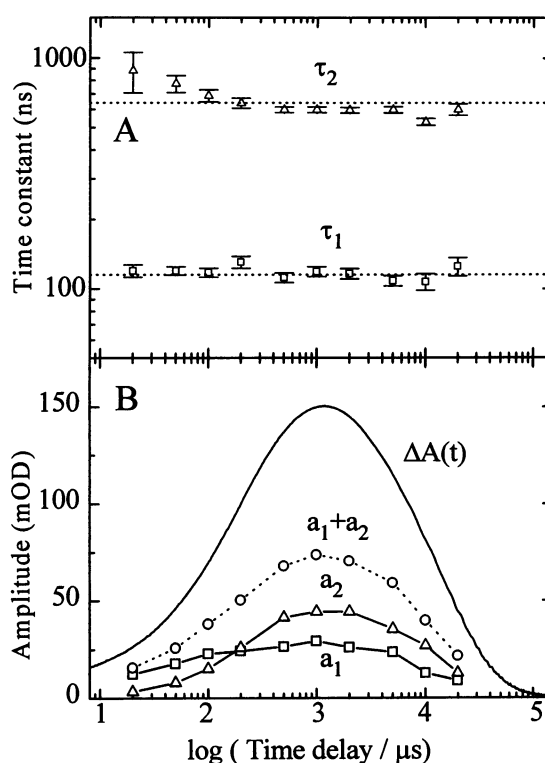 1000
τ2
A
Time constant (ns)
τ1
100
B
150
ΔA(t)
100
Amplitude (mOD)
a1+a2
50
a2
a1
0
1 2 3 4 5
log ( Time delay / μs)